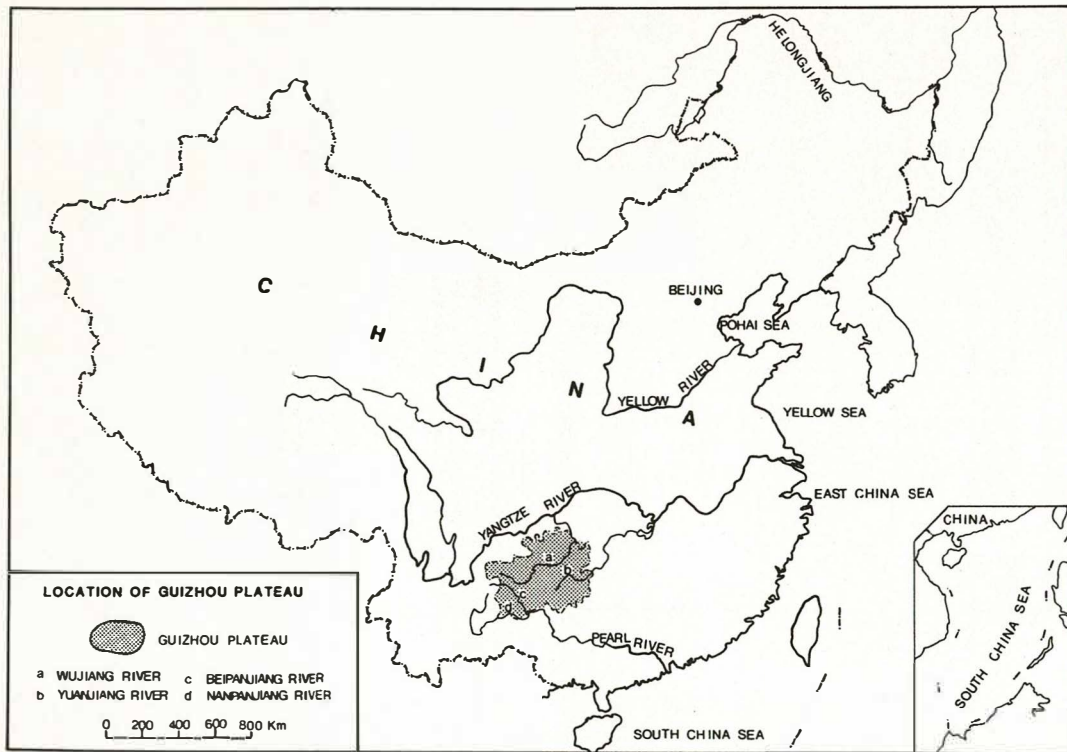 HELONGJIANG
C
H
I
N
A
BEIJING
POHAI SEA
YELLOW RIVER
YELLOW SEA
EAST CHINA SEA
YANGTZE RIVER
a
b
c
d
PEARL RIVER
SOUTH CHINA SEA
CHINA
SOUTH CHINA SEA
LOCATION OF GUIZHOU PLATEAU
GUIZHOU PLATEAU
a WUJIANG RIVER c BEIPANJIANG RIVER
b YUANJIANG RIVER d NANPANJIANG RIVER
0 200 400 600 800 Km